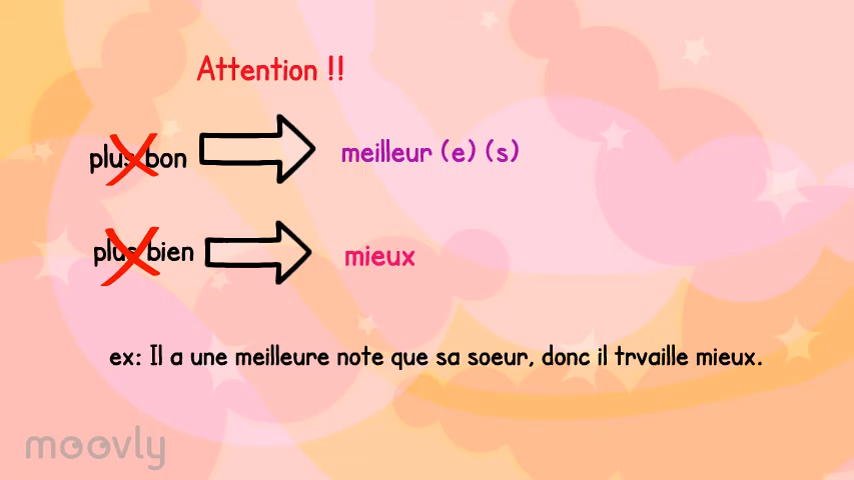 Attention !!
plus bon
meilleur (e) (s)
plus bien
mieux
ex: Il a une meilleure note que sa soeur, donc il trvaille mieux.
moovly